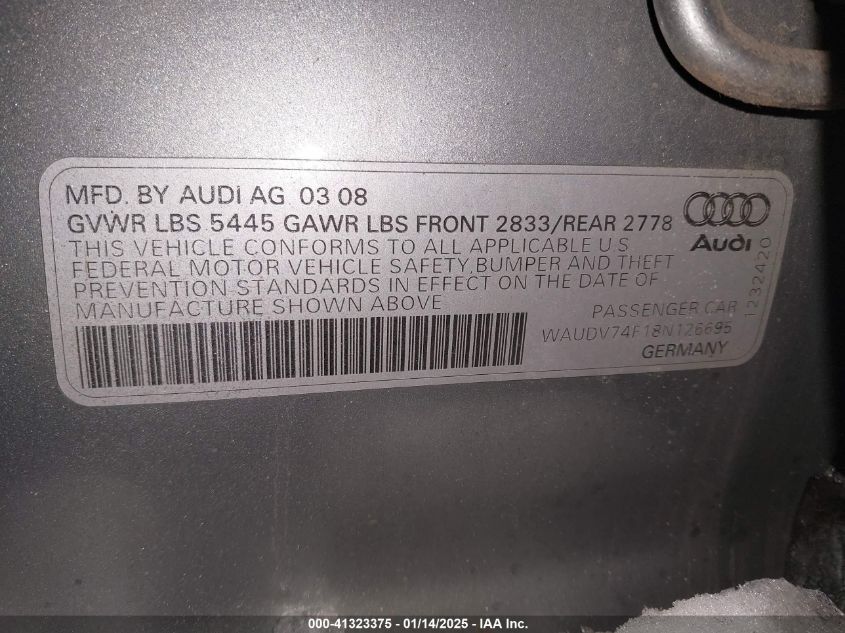 MFD. BY AUDI AG 03 08
GVWR LBS 5445 GAWR LBS FRONT 2833/REAR 2778
THIS VEHICLE CONFORMS TO ALL APPLICABLE U S
FEDERAL MOTOR VEHICLE SAFETY, BUMPER AND THEFT
PREVENTION STANDARDS IN EFFECT ON THE DATE OF
MANUFACTURE SHOWN ABOVE
Audi
PASSENGER CAR
WAUDV74F18N126695
GERMANY
1232420
000-41323375 - 01/14/2025 - IAA Inc.